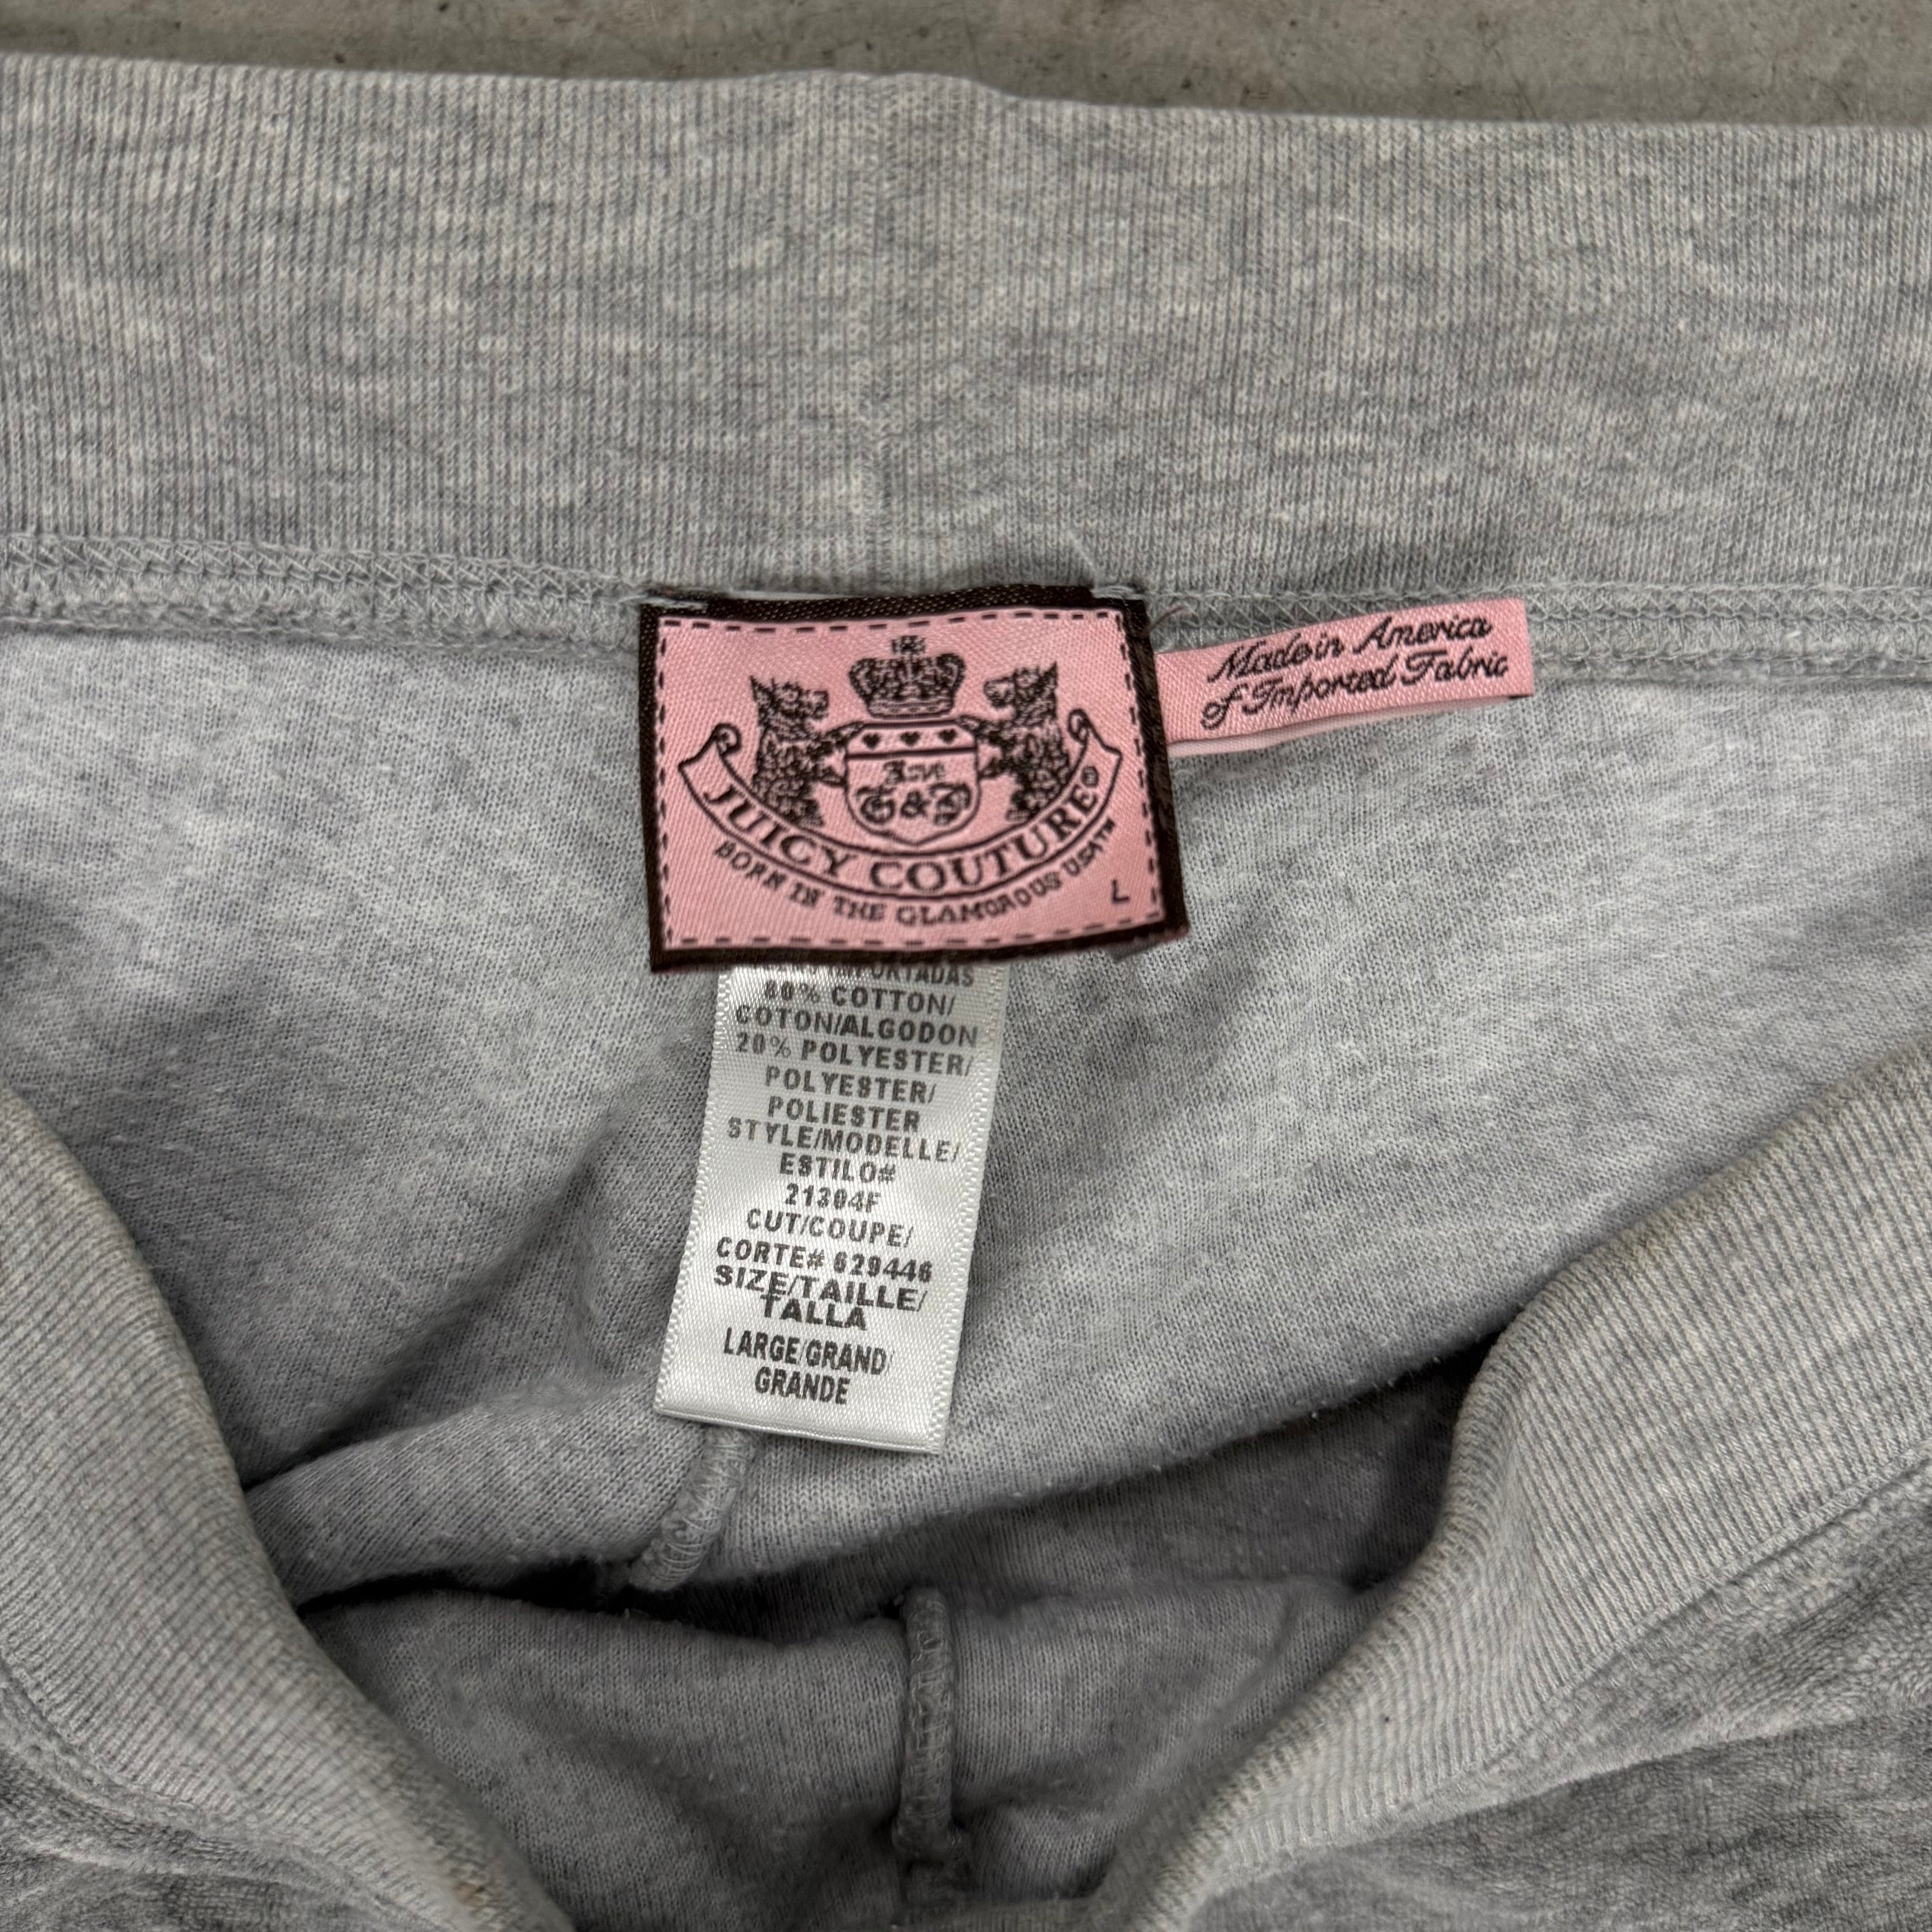 Made in America
of Imported Fabric
Love
G&P
JUICY COUTURE®
BORN IN THE GLAMOROUS USA™
L
80% COTTON/
COTON/ALGODON
20% POLYESTER/
POLYESTER/
POLIESTER
STYLE/MODELLE/
ESTILO#
21304F
CUT/COUPE/
CORTE# 629446
SIZE/TAILLE/
TALLA
LARGE/GRAND
GRANDE